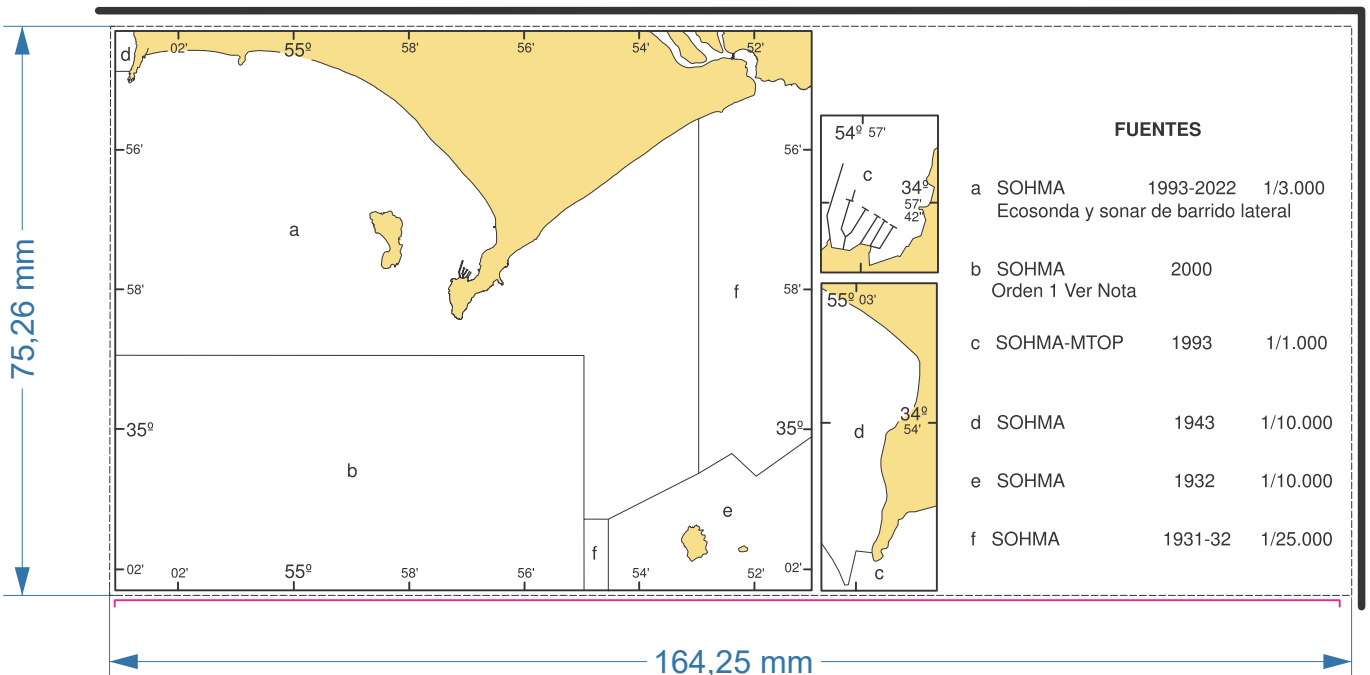 d
02'
55º
58'
56'
54'
52'
56'
56'
a
58'
58'
f
35º
35º
b
e
f
02'
02'
55º
58'
56'
54'
52'
02'
54º 57'
c
34º
57'
42"
55º 03'
34º
54'
d
c
FUENTES
a SOHMA 1993-2022 1/3.000
Ecosonda y sonar de barrido lateral
b SOHMA 2000
Orden 1 Ver Nota
c SOHMA-MTOP 1993 1/1.000
d SOHMA 1943 1/10.000
e SOHMA 1932 1/10.000
f SOHMA 1931-32 1/25.000
75,26 mm
164,25 mm